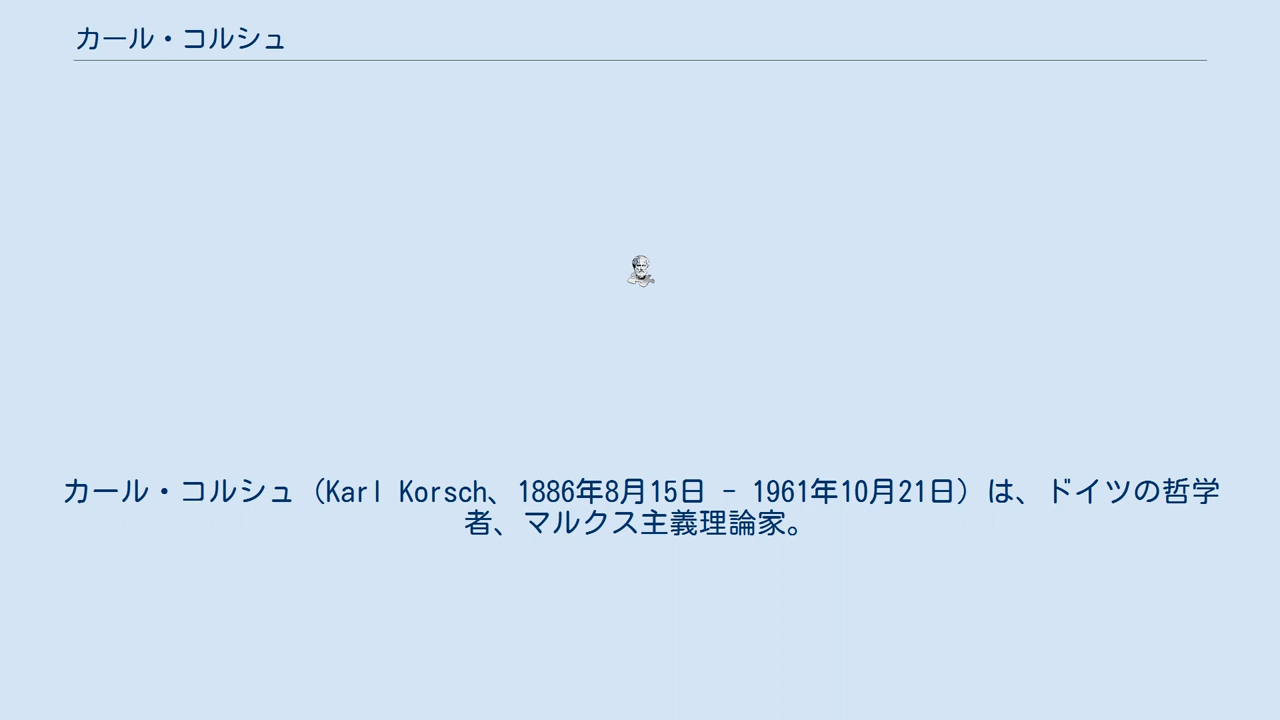 カール・コルシュ
カール・コルシュ（Karl Korsch、1886年8月15日 - 1961年10月21日）は、ドイツの哲学
者、マルクス主義理論家。